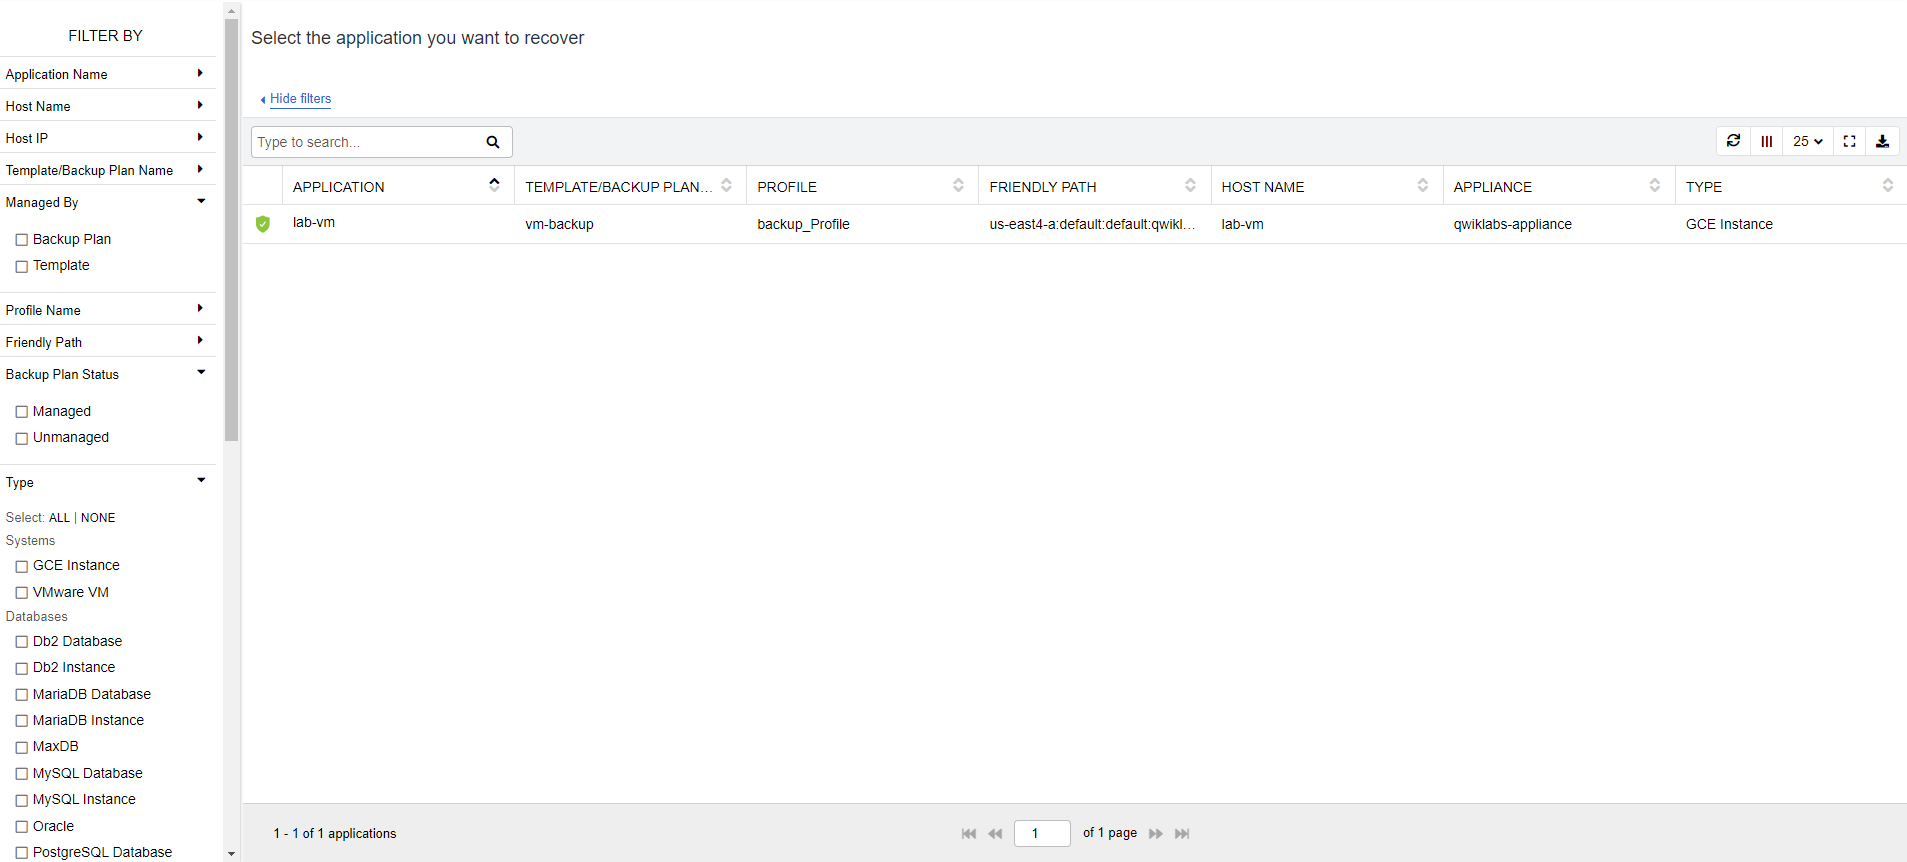 FILTER BY
Application Name
Host Name
Host IP
Template/Backup Plan Name
Managed By
Backup Plan
Template
Profile Name
Friendly Path
Backup Plan Status
Managed
Unmanaged
Type
Select: ALL | NONE
Systems
GCE Instance
VMware VM
Databases
Db2 Database
Db2 Instance
MariaDB Database
MariaDB Instance
MaxDB
MySQL Database
MySQL Instance
Oracle
PostgreSQL Database
Select the application you want to recover
Hide filters
Type to search...
25
APPLICATION TEMPLATE/BACKUP PLAN... PROFILE FRIENDLY PATH HOST NAME APPLIANCE TYPE
lab-vm vm-backup backup_Profile us-east4-a:default:default:qwikl... lab-vm qwiklabs-appliance GCE Instance
1 - 1 of 1 applications
1 of 1 page